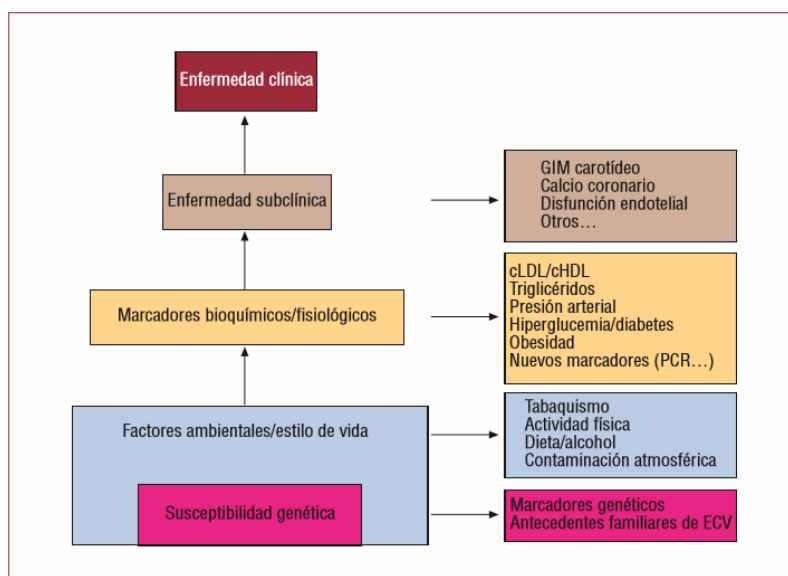 Enfermedad clínica
Enfermedad subclínica
GIM carotídeo
Calcio coronario
Disfunción endotelial
Otros…
Marcadores bioquímicos/fisiológicos
cLDL/cHDL
Triglicéridos
Presión arterial
Hiperglucemia/diabetes
Obesidad
Nuevos marcadores (PCR…)
Factores ambientales/estilo de vida
Tabaquismo
Actividad física
Dieta/alcohol
Contaminación atmosférica
Susceptibilidad genética
Marcadores genéticos
Antecedentes familiares de ECV